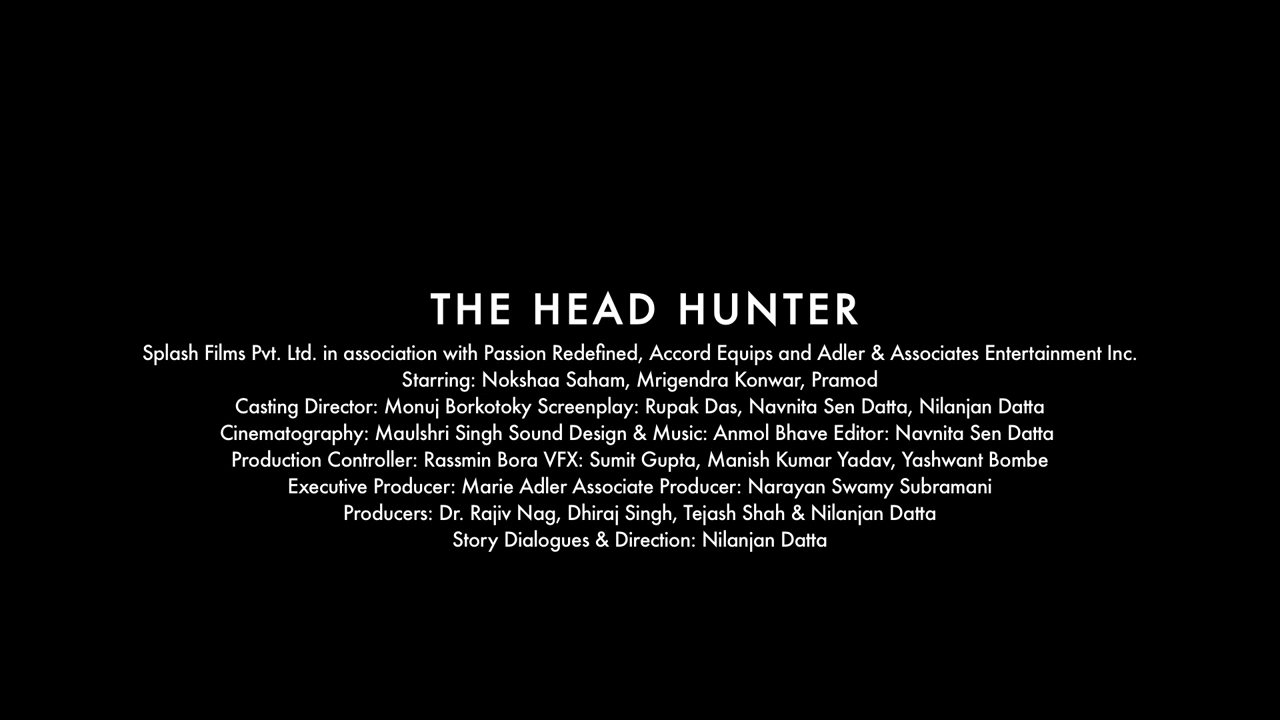 THE HEAD HUNTER
Splash Films Pvt. Ltd. in association with Passion Redefined, Accord Equips and Adler & Associates Entertainment Inc.
Starring: Nokshaa Saham, Mrigendra Konwar, Pramod
Casting Director: Monuj Borkotoky Screenplay: Rupak Das, Navnita Sen Datta, Nilanjan Datta
Cinematography: Maulshri Singh Sound Design & Music: Anmol Bhave Editor: Navnita Sen Datta
Production Controller: Rassmin Bora VFX: Sumit Gupta, Manish Kumar Yadav, Yashwant Bombe
Executive Producer: Marie Adler Associate Producer: Narayan Swamy Subramani
Producers: Dr. Rajiv Nag, Dhiraj Singh, Tejash Shah & Nilanjan Datta
Story Dialogues & Direction: Nilanjan Datta